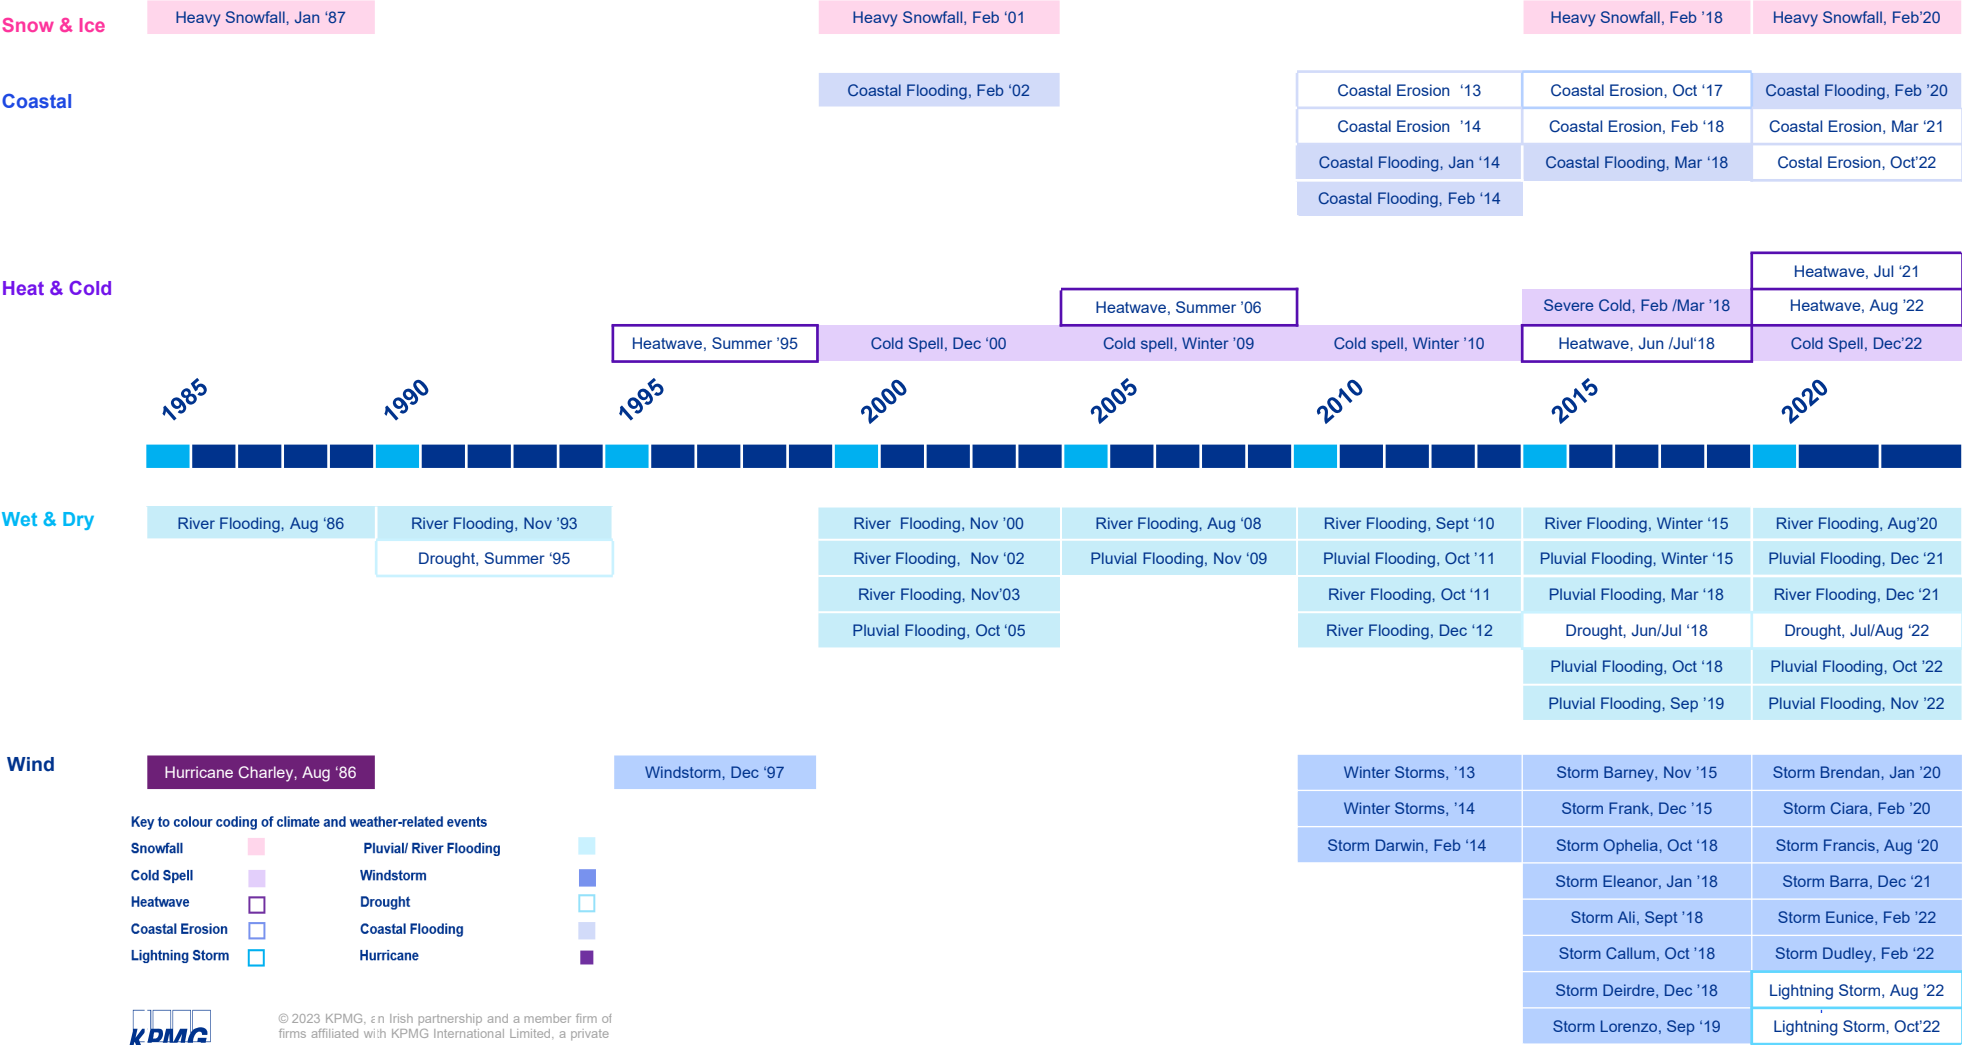 Snow & Ice
Heavy Snowfall, Jan ‘87
Heavy Snowfall, Feb ‘01
Heavy Snowfall, Feb ’18
Heavy Snowfall, Feb’20
Coastal
Coastal Flooding, Feb ‘02
Coastal Erosion ‘13
Coastal Erosion, Oct ‘17
Coastal Flooding, Feb ’20
Coastal Erosion ’14
Coastal Erosion, Feb ‘18
Coastal Erosion, Mar ‘21
Coastal Flooding, Jan ‘14
Coastal Flooding, Mar ‘18
Costal Erosion, Oct’22
Coastal Flooding, Feb ‘14
Heat & Cold
Heatwave, Jul ‘21
Heatwave, Summer ’06
Severe Cold, Feb /Mar ’18
Heatwave, Aug ’22
Heatwave, Summer ’95
Cold Spell, Dec ‘00
Cold spell, Winter ’09
Cold spell, Winter ’10
Heatwave, Jun /Jul‘18
Cold Spell, Dec’22
1985
1990
1995
2000
2005
2010
2015
2020
Wet & Dry
River Flooding, Aug ‘86
River Flooding, Nov ’93
River Flooding, Nov ’00
River Flooding, Aug ‘08
River Flooding, Sept ‘10
River Flooding, Winter ‘15
River Flooding, Aug’20
Drought, Summer ‘95
River Flooding, Nov ‘02
Pluvial Flooding, Nov ’09
Pluvial Flooding, Oct ’11
Pluvial Flooding, Winter ‘15
Pluvial Flooding, Dec ‘21
River Flooding, Nov’03
River Flooding, Oct ‘11
Pluvial Flooding, Mar ‘18
River Flooding, Dec ‘21
Pluvial Flooding, Oct ‘05
River Flooding, Dec ‘12
Drought, Jun/Jul ‘18
Drought, Jul/Aug ‘22
Pluvial Flooding, Oct ‘18
Pluvial Flooding, Oct ‘22
Pluvial Flooding, Sep ’19
Pluvial Flooding, Nov ’22
Wind
Hurricane Charley, Aug ‘86
Windstorm, Dec ‘97
Winter Storms, ’13
Storm Barney, Nov ’15
Storm Brendan, Jan ‘20
Winter Storms, ’14
Storm Frank, Dec ’15
Storm Ciara, Feb ‘20
Storm Darwin, Feb ‘14
Storm Ophelia, Oct ‘18
Storm Francis, Aug ‘20
Storm Eleanor, Jan ’18
Storm Barra, Dec ‘21
Storm Ali, Sept ’18
Storm Eunice, Feb ’22
Storm Callum, Oct ’18
Storm Dudley, Feb ’22
Storm Deirdre, Dec ’18
Lightning Storm, Aug ’22
Storm Lorenzo, Sep ‘19
Lightning Storm, Oct’22
Key to colour coding of climate and weather-related events
Snowfall
Pluvial/ River Flooding
Cold Spell
Windstorm
Heatwave
Drought
Coastal Erosion
Coastal Flooding
Lightning Storm
Hurricane
KPMG
© 2023 KPMG, an Irish partnership and a member firm of
firms affiliated with KPMG International Limited, a private